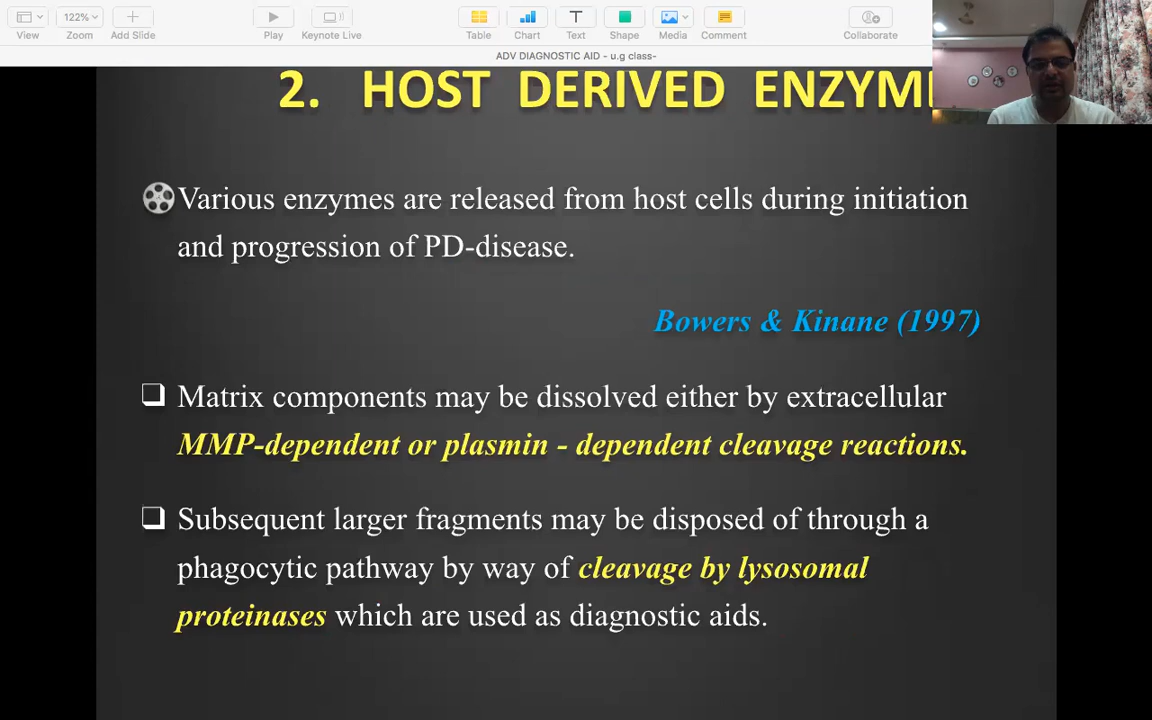 122%
View
Zoom
Add Slide
Play
Keynote Live
Table
Chart
Text
Shape
Media
Comment
Collaborate
ADV DIAGNOSTIC AID - u.g class-
2. HOST DERIVED ENZYM
Various enzymes are released from host cells during initiation
and progression of PD-disease.
Bowers & Kinane (1997)
Matrix components may be dissolved either by extracellular
MMP-dependent or plasmin - dependent cleavage reactions.
Subsequent larger fragments may be disposed of through a
phagocytic pathway by way of cleavage by lysosomal
proteinases which are used as diagnostic aids.